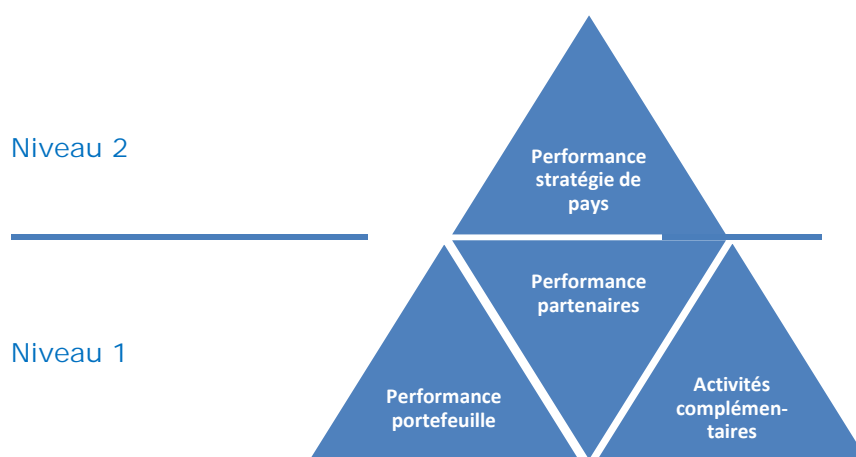 Niveau 2
Performance
stratégie de
pays
Performance
partenaires
Niveau 1
Performance
portefeuille
Activités
complémen-
taires